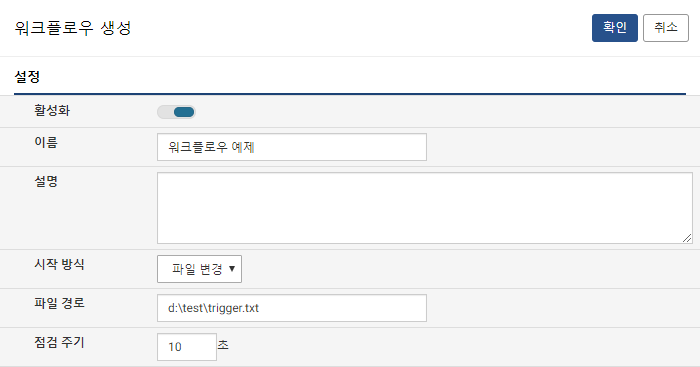 워크플로우 생성
확인 취소
설정
활성화
이름 워크플로우 예제
설명
시작 방식 파일 변경
파일 경로 d:\test\trigger.txt
점검 주기 10 초